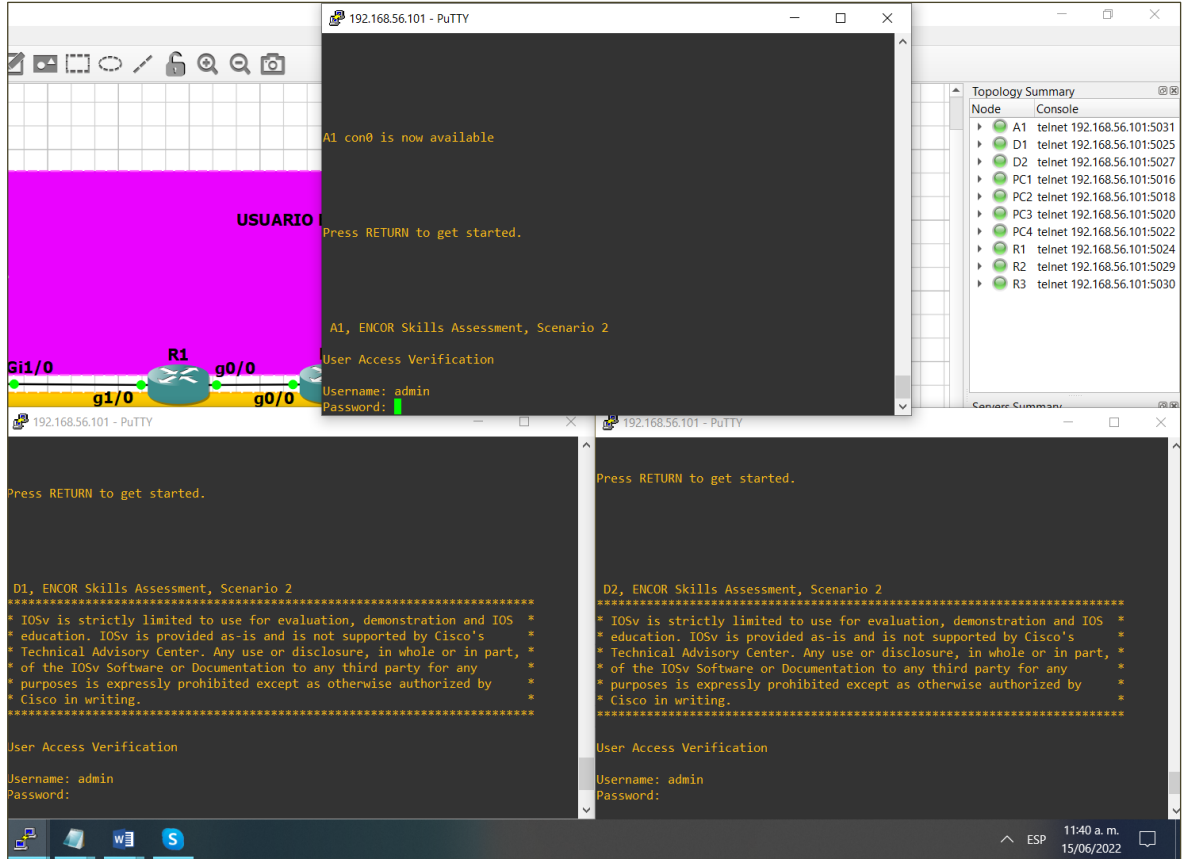 192.168.56.101 - PuTTY
A1 con0 is now available
Press RETURN to get started.
A1, ENCOR Skills Assessment, Scenario 2
User Access Verification
Username: admin
Password:
USUARIO
R1
Gi1/0
g0/0
g1/0
g0/0
Topology Summary
Node Console
A1 telnet 192.168.56.101:5031
D1 telnet 192.168.56.101:5025
D2 telnet 192.168.56.101:5027
PC1 telnet 192.168.56.101:5016
PC2 telnet 192.168.56.101:5018
PC3 telnet 192.168.56.101:5020
PC4 telnet 192.168.56.101:5022
R1 telnet 192.168.56.101:5024
R2 telnet 192.168.56.101:5029
R3 telnet 192.168.56.101:5030
Servers Summary
192.168.56.101 - PuTTY
Press RETURN to get started.
D1, ENCOR Skills Assessment, Scenario 2
***************************************************************************
* IOSv is strictly limited to use for evaluation, demonstration and IOS *
* education. IOSv is provided as-is and is not supported by Cisco's *
* Technical Advisory Center. Any use or disclosure, in whole or in part, *
* of the IOSv Software or Documentation to any third party for any *
* purposes is expressly prohibited except as otherwise authorized by *
* Cisco in writing. *
***************************************************************************
User Access Verification
Username: admin
Password:
192.168.56.101 - PuTTY
Press RETURN to get started.
D2, ENCOR Skills Assessment, Scenario 2
***************************************************************************
* IOSv is strictly limited to use for evaluation, demonstration and IOS *
* education. IOSv is provided as-is and is not supported by Cisco's *
* Technical Advisory Center. Any use or disclosure, in whole or in part, *
* of the IOSv Software or Documentation to any third party for any *
* purposes is expressly prohibited except as otherwise authorized by *
* Cisco in writing. *
***************************************************************************
User Access Verification
Username: admin
Password:
ESP
11:40 a. m.
15/06/2022